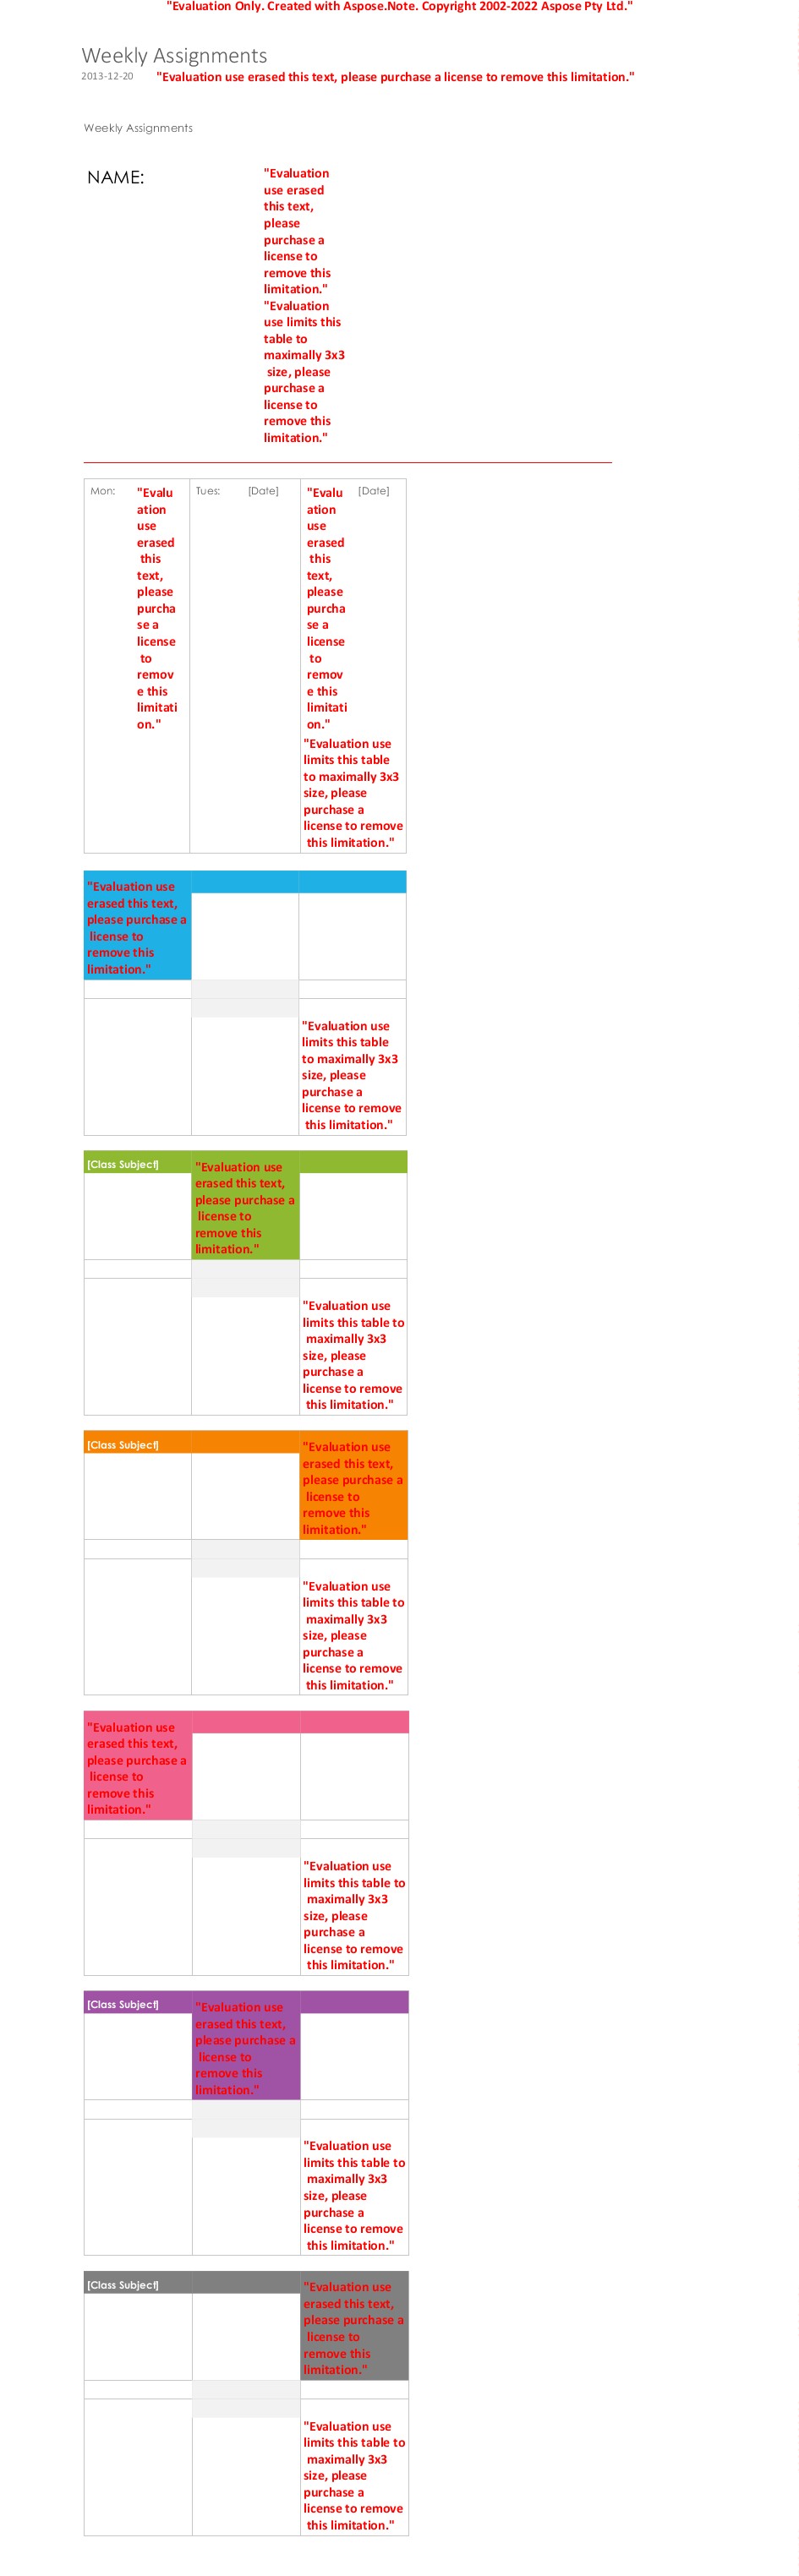 "Evaluation Only. Created with Aspose.Note. Copyright 2002-2022 Aspose Pty Ltd."
Weekly Assignments
2013-12-20 "Evaluation use erased this text, please purchase a license to remove this limitation."
Weekly Assignments
NAME:
"Evaluation
use erased
this text,
please
purchase a
license to
remove this
limitation."
"Evaluation
use limits this
table to
maximally 3x3
size, please
purchase a
license to
remove this
limitation."
Mon:
"Evalu
ation
use
erased
this
text,
please
purcha
se a
license
to
remov
e this
limitati
on."
Tues: [Date]
"Evalu
ation
use
erased
this
text,
please
purcha
se a
license
to
remov
e this
limitati
on."
[Date]
"Evaluation use
limits this table
to maximally 3x3
size, please
purchase a
license to remove
this limitation."
"Evaluation use
erased this text,
please purchase a
license to
remove this
limitation."
"Evaluation use
limits this table
to maximally 3x3
size, please
purchase a
license to remove
this limitation."
[Class Subject]
"Evaluation use
erased this text,
please purchase a
license to
remove this
limitation."
"Evaluation use
limits this table to
maximally 3x3
size, please
purchase a
license to remove
this limitation."
[Class Subject]
"Evaluation use
erased this text,
please purchase a
license to
remove this
limitation."
"Evaluation use
limits this table to
maximally 3x3
size, please
purchase a
license to remove
this limitation."
"Evaluation use
erased this text,
please purchase a
license to
remove this
limitation."
"Evaluation use
limits this table to
maximally 3x3
size, please
purchase a
license to remove
this limitation."
[Class Subject]
"Evaluation use
erased this text,
please purchase a
license to
remove this
limitation."
"Evaluation use
limits this table to
maximally 3x3
size, please
purchase a
license to remove
this limitation."
[Class Subject]
"Evaluation use
erased this text,
please purchase a
license to
remove this
limitation."
"Evaluation use
limits this table to
maximally 3x3
size, please
purchase a
license to remove
this limitation."